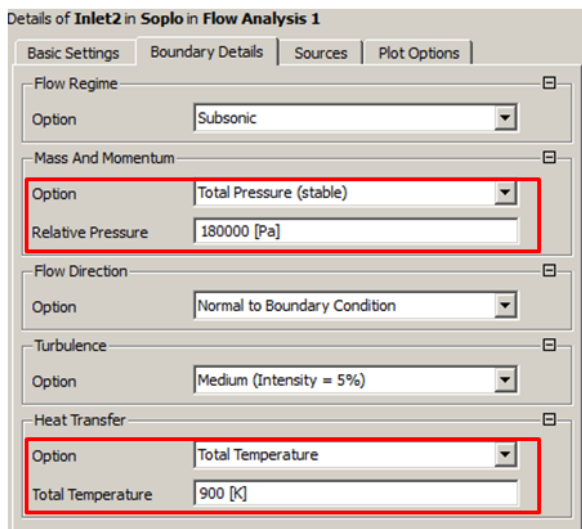 Details of Inlet2 in Soplo in Flow Analysis 1
Basic Settings Boundary Details Sources Plot Options
Flow Regime
Option Subsonic
Mass And Momentum
Option Total Pressure (stable)
Relative Pressure 180000 [Pa]
Flow Direction
Option Normal to Boundary Condition
Turbulence
Option Medium (Intensity = 5%)
Heat Transfer
Option Total Temperature
Total Temperature 900 [K]